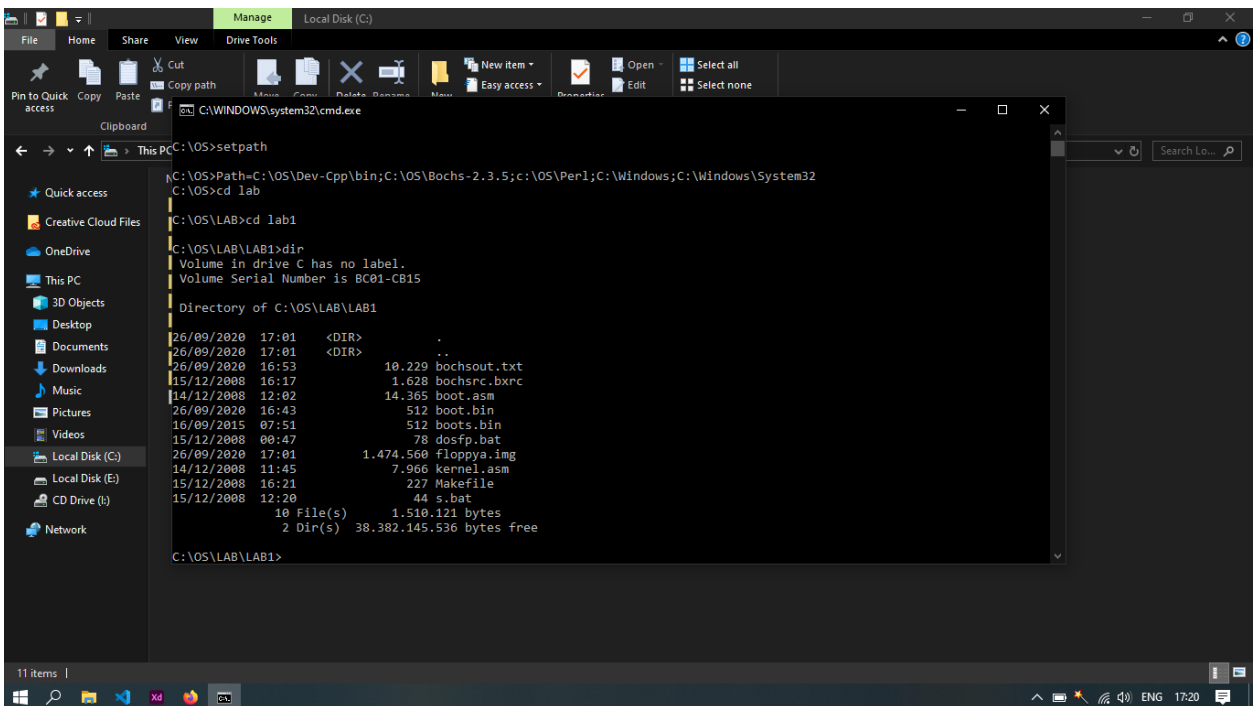 Manage
Local Disk (C:)
File Home Share View Drive Tools
Pin to Quick access
Copy
Paste
Cut
Copy path
Clipboard
Move
Copy
Delete
Rename
New
New item
Easy access
Properties
Open
Edit
Select all
Select none
This PC
Search Lo...
Quick access
Creative Cloud Files
OneDrive
This PC
3D Objects
Desktop
Documents
Downloads
Music
Pictures
Videos
Local Disk (C:)
Local Disk (E:)
CD Drive (I:)
Network
C:\WINDOWS\system32\cmd.exe
C:\OS>setpath
C:\OS>Path=C:\OS\Dev-Cpp\bin;C:\OS\Bochs-2.3.5;c:\OS\Perl;C:\Windows;C:\Windows\System32
C:\OS>cd lab
C:\OS\LAB>cd lab1
C:\OS\LAB\LAB1>dir
Volume in drive C has no label.
Volume Serial Number is BC01-CB15
Directory of C:\OS\LAB\LAB1
26/09/2020 17:01 <DIR> .
26/09/2020 17:01 <DIR> ..
26/09/2020 16:53 10.229 bochsout.txt
15/12/2008 16:17 1.628 bochsrc.bxrc
14/12/2008 12:02 14.365 boot.asm
26/09/2020 16:43 512 boot.bin
16/09/2015 07:51 512 boots.bin
15/12/2008 00:47 78 dosfp.bat
26/09/2020 17:01 1.474.560 floppya.img
14/12/2008 11:45 7.966 kernel.asm
15/12/2008 16:21 227 Makefile
15/12/2008 12:20 44 s.bat
10 File(s) 1.510.121 bytes
2 Dir(s) 38.382.145.536 bytes free
C:\OS\LAB\LAB1>
11 items
Xd
ENG 17:20